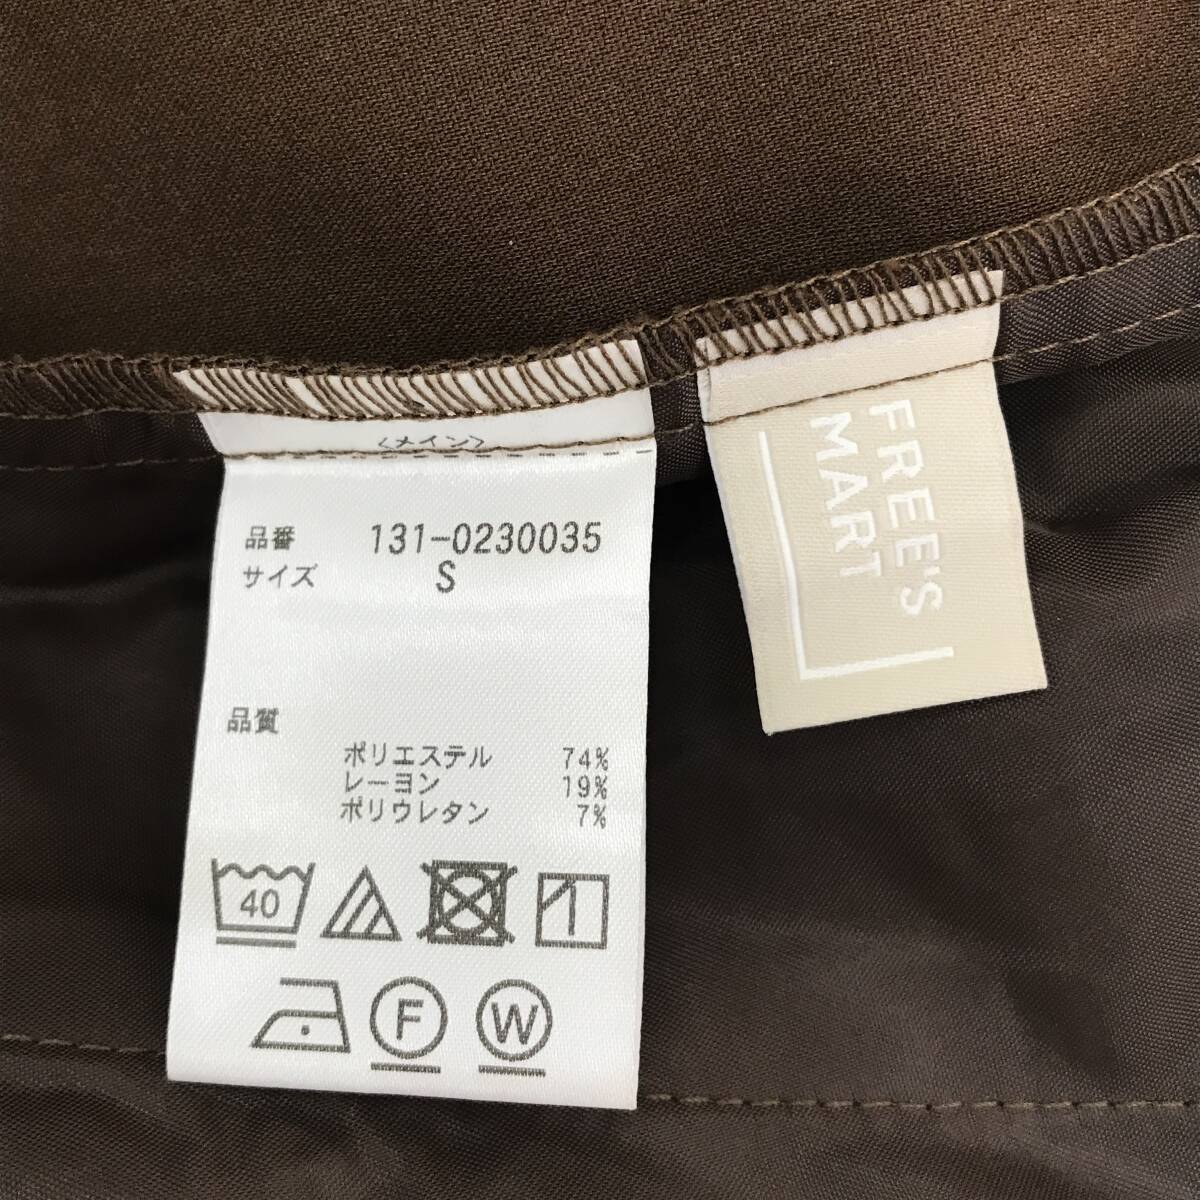 <メイン>
品番 131-0230035
サイズ S
品質
ポリエステル 74%
レーヨン 19%
ポリウレタン 7%
40
F
W
FREE'S
MART